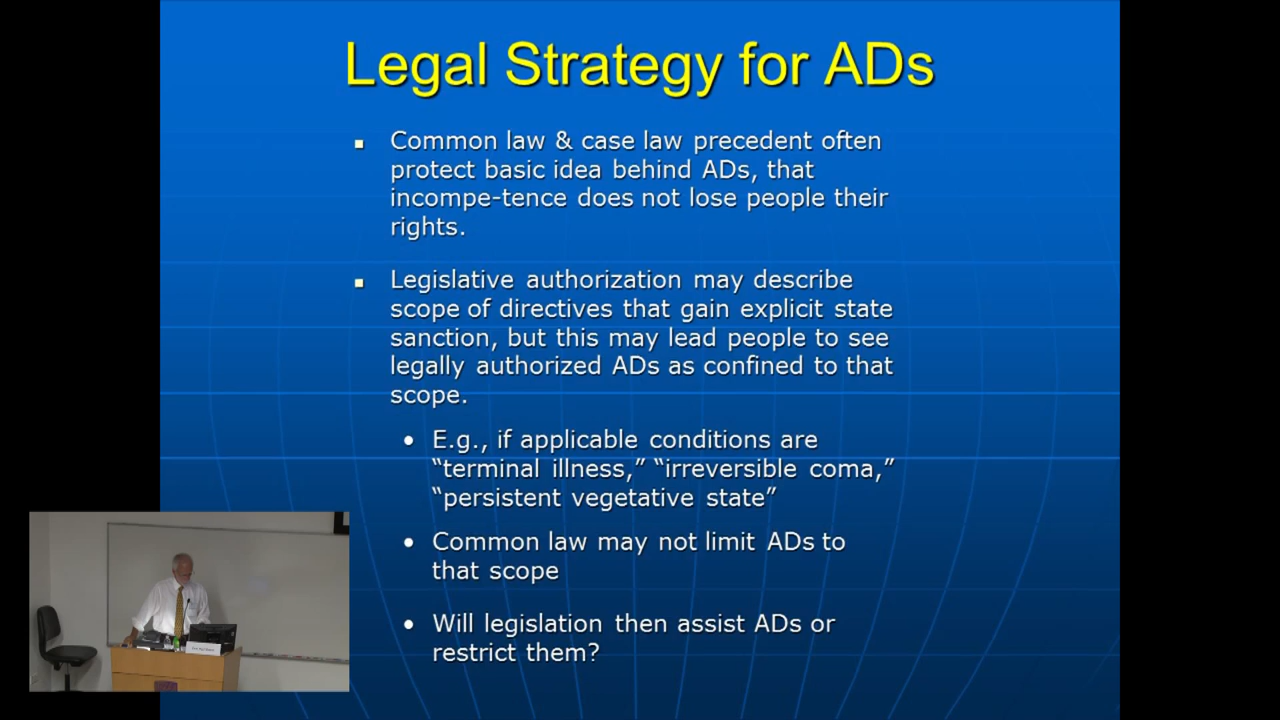 Legal Strategy for ADs
Common law & case law precedent often
protect basic idea behind ADs, that
incompe-tence does not lose people their
rights.
Legislative authorization may describe
scope of directives that gain explicit state
sanction, but this may lead people to see
legally authorized ADs as confined to that
scope.
E.g., if applicable conditions are
“terminal illness,” “irreversible coma,”
“persistent vegetative state”
Common law may not limit ADs to
that scope
Will legislation then assist ADs or
restrict them?